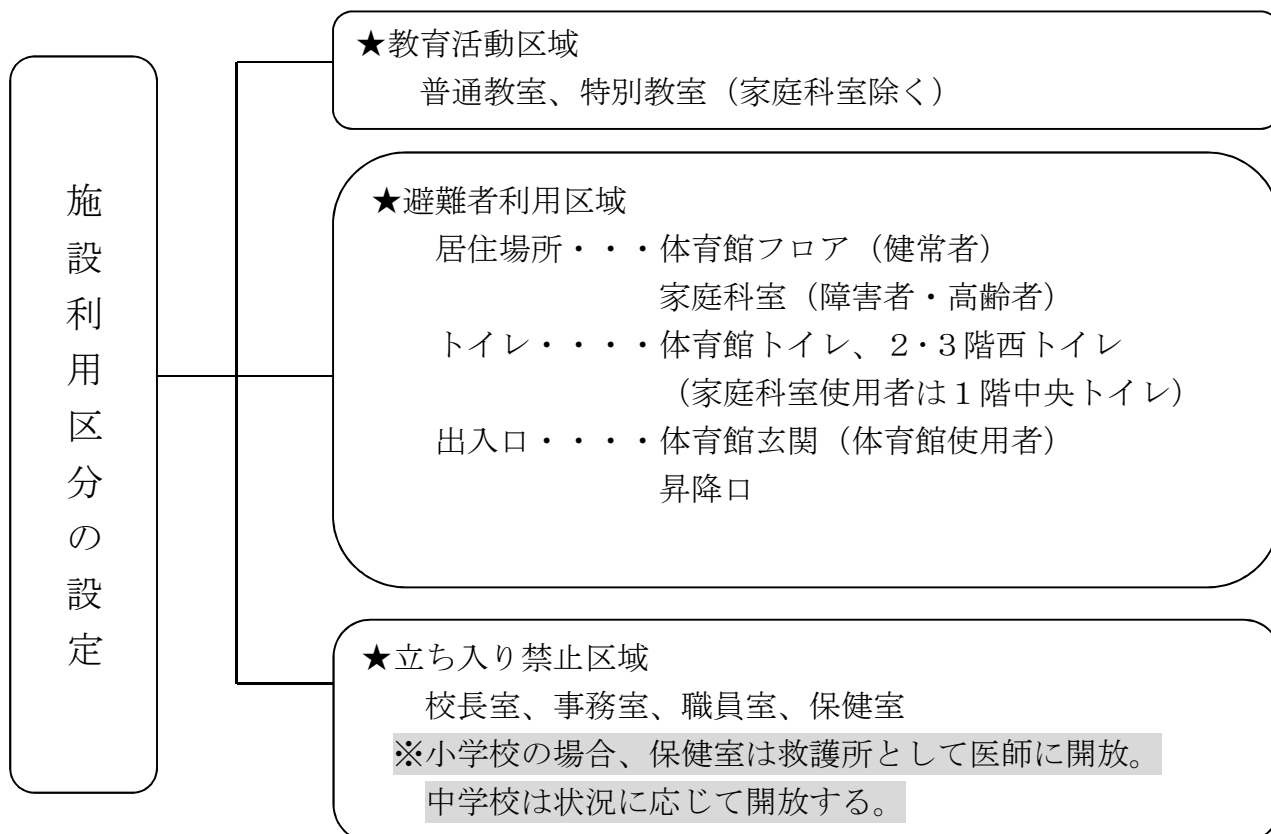 施設利用区分の設定
★教育活動区域
普通教室、特別教室（家庭科室除く）
★避難者利用区域
居住場所・・・体育館フロア（健常者）
家庭科室（障害者・高齢者）
トイレ・・・・体育館トイレ、２・３階西トイレ
（家庭科室使用者は１階中央トイレ）
出入口・・・・体育館玄関（体育館使用者）
昇降口
★立ち入り禁止区域
校長室、事務室、職員室、保健室
※小学校の場合、保健室は救護所として医師に開放。
中学校は状況に応じて開放する。